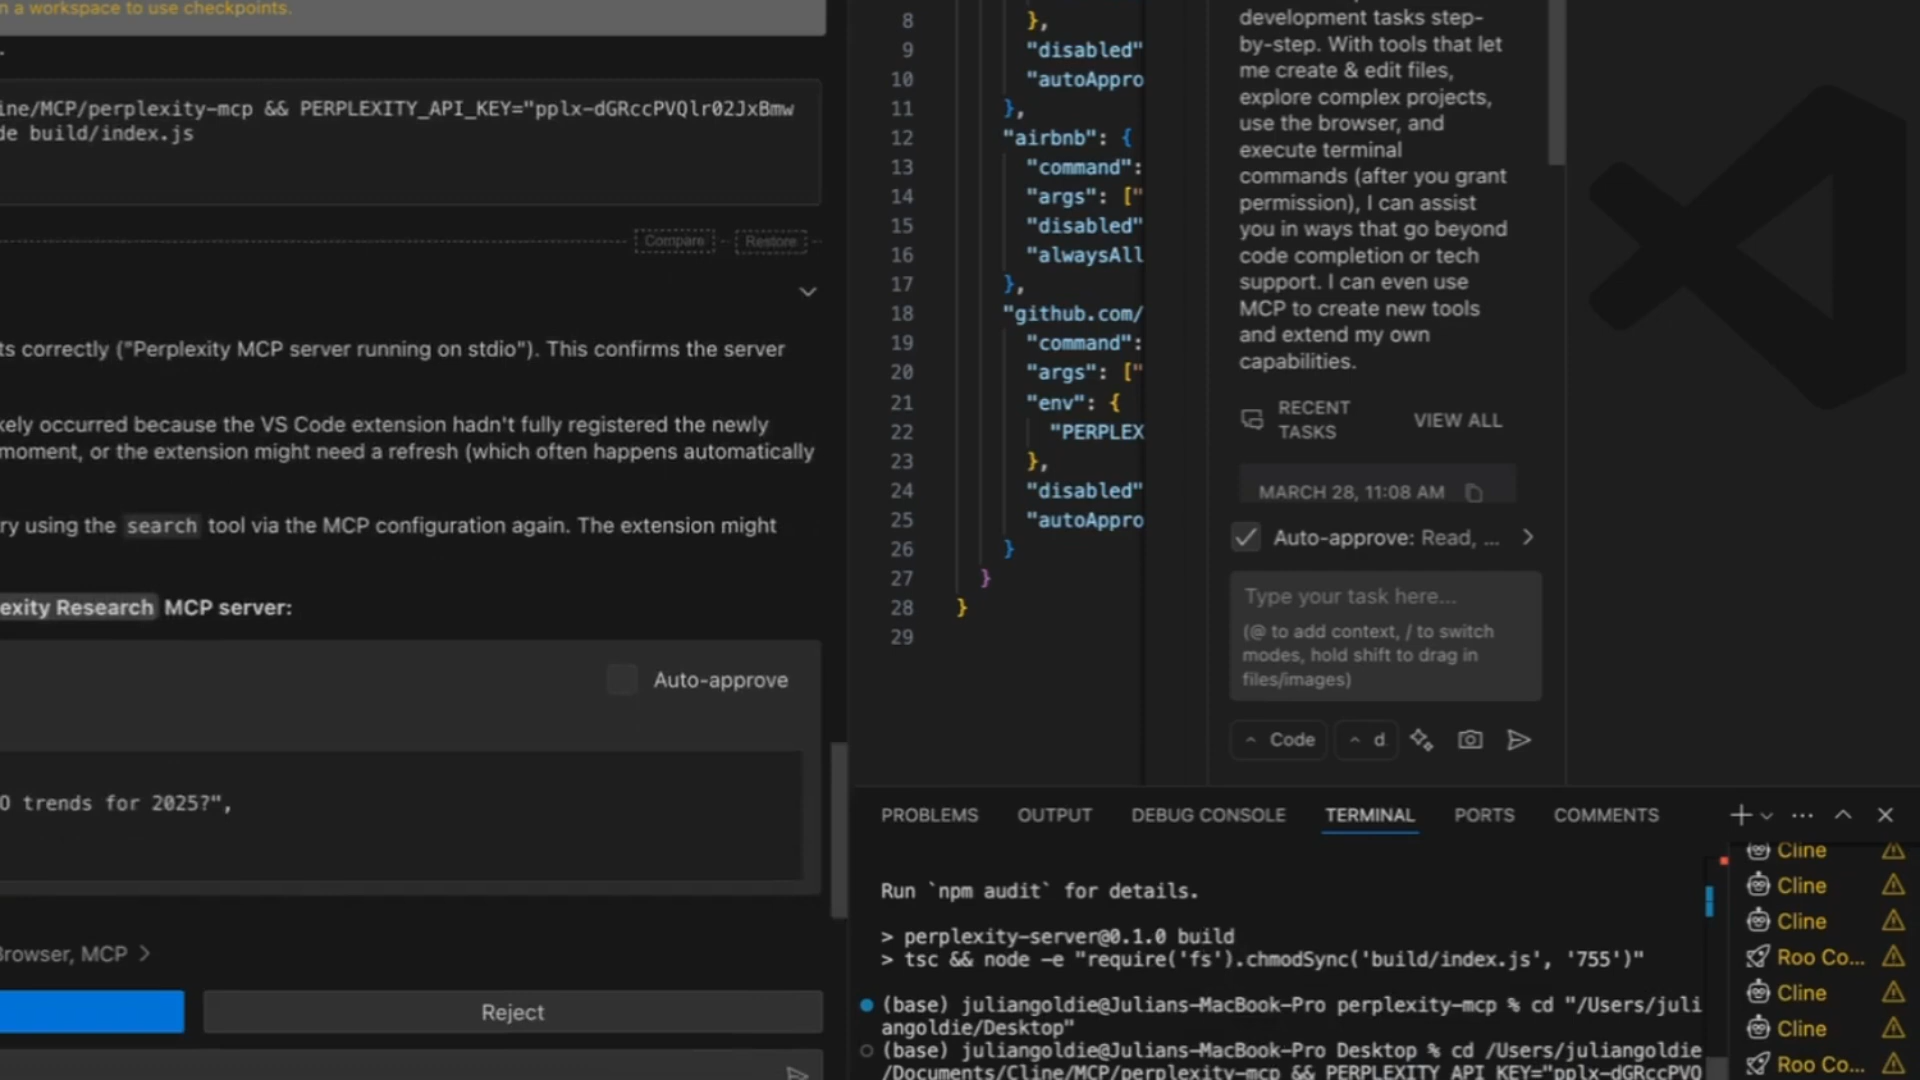 n a workspace to use checkpoints.
ine/MCP/perplexity-mcp && PERPLEXITY_API_KEY="pplx-dGRccPVQlr02JxBmw
de build/index.js
Compare
Restore
ts correctly ("Perplexity MCP server running on stdio"). This confirms the server
kely occurred because the VS Code extension hadn't fully registered the newly
moment, or the extension might need a refresh (which often happens automatically
ry using the search tool via the MCP configuration again. The extension might
exity Research MCP server:
Auto-approve
O trends for 2025?",
Browser, MCP
Reject
8 },
9 "disabled"
10 "autoAppro
11 },
12 "airbnb": {
13 "command":
14 "args": ["
15 "disabled"
16 "alwaysAll
17 },
18 "github.com/
19 "command":
20 "args": ["
21 "env": {
22 "PERPLEX
23 },
24 "disabled"
25 "autoAppro
26 }
27 }
28 }
29
development tasks step-
by-step. With tools that let
me create & edit files,
explore complex projects,
use the browser, and
execute terminal
commands (after you grant
permission), I can assist
you in ways that go beyond
code completion or tech
support. I can even use
MCP to create new tools
and extend my own
capabilities.
RECENT
TASKS
VIEW ALL
MARCH 28, 11:08 AM
Auto-approve: Read, ...
Type your task here...
(@ to add context, / to switch
modes, hold shift to drag in
files/images)
Code
d
PROBLEMS OUTPUT DEBUG CONSOLE TERMINAL PORTS COMMENTS
Run `npm audit` for details.
> perplexity-server@0.1.0 build
> tsc && node -e "require('fs').chmodSync('build/index.js', '755')"
(base) juliangoldie@Julians-MacBook-Pro perplexity-mcp % cd "/Users/juli
angoldie/Desktop"
(base) juliangoldie@Julians-MacBook-Pro Desktop % cd /Users/juliangoldie
/Documents/Cline/MCP/perplexity-mcp && PERPLEXITY_API_KEY="pplx-dGRccPVQ
Cline
Cline
Cline
Roo Co...
Cline
Cline
Roo Co...